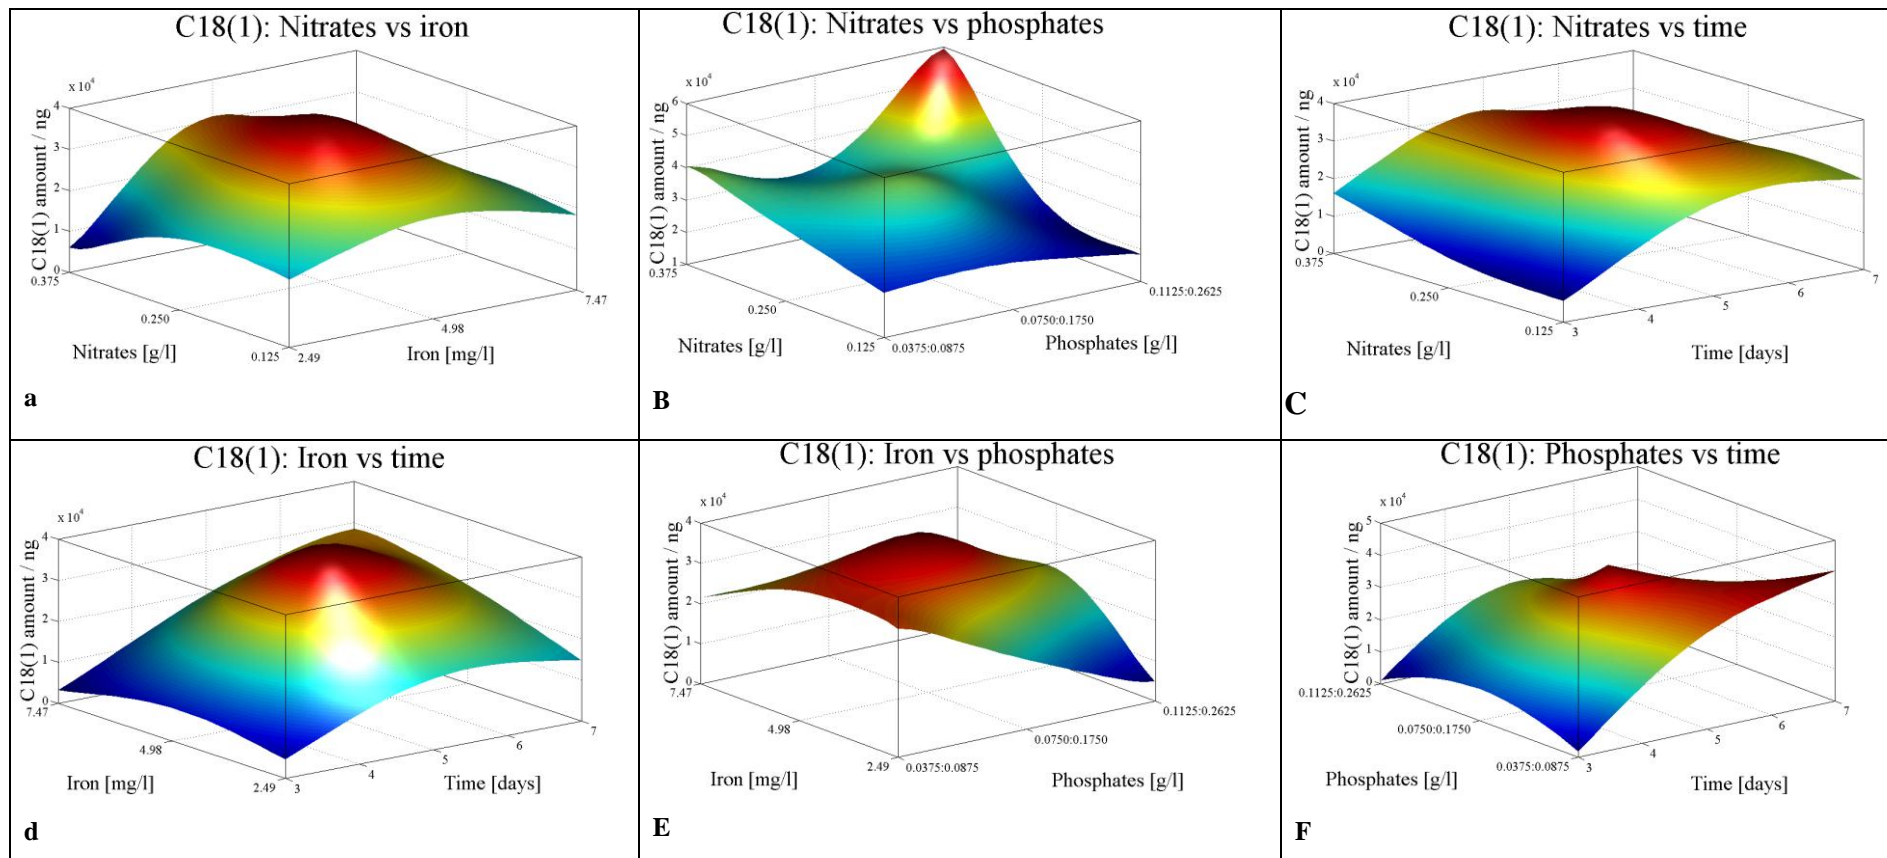 C18(1): Nitrates vs iron
x 10⁴
C18(1) amount / ng
4
3
2
1
0
0.375
0.250
0.125
Nitrates [g/l]
2.49
4.98
7.47
Iron [mg/l]
a
C18(1): Nitrates vs phosphates
x 10⁴
C18(1) amount / ng
6
5
4
3
2
1
0.375
0.250
0.125
Nitrates [g/l]
0.0375:0.0875
0.0750:0.1750
0.1125:0.2625
Phosphates [g/l]
B
C18(1): Nitrates vs time
x 10⁴
C18(1) amount / ng
4
3
2
1
0
0.375
0.250
0.125
Nitrates [g/l]
3
4
5
6
7
Time [days]
C
C18(1): Iron vs time
x 10⁴
C18(1) amount / ng
4
3
2
1
0
7.47
4.98
2.49
Iron [mg/l]
3
4
5
6
7
Time [days]
d
C18(1): Iron vs phosphates
x 10⁴
C18(1) amount / ng
4
3
2
1
0
7.47
4.98
2.49
Iron [mg/l]
0.0375:0.0875
0.0750:0.1750
0.1125:0.2625
Phosphates [g/l]
E
C18(1): Phosphates vs time
x 10⁴
C18(1) amount / ng
5
4
3
2
1
0
0.1125:0.2625
0.0750:0.1750
0.0375:0.0875
Phosphates [g/l]
3
4
5
6
7
Time [days]
F